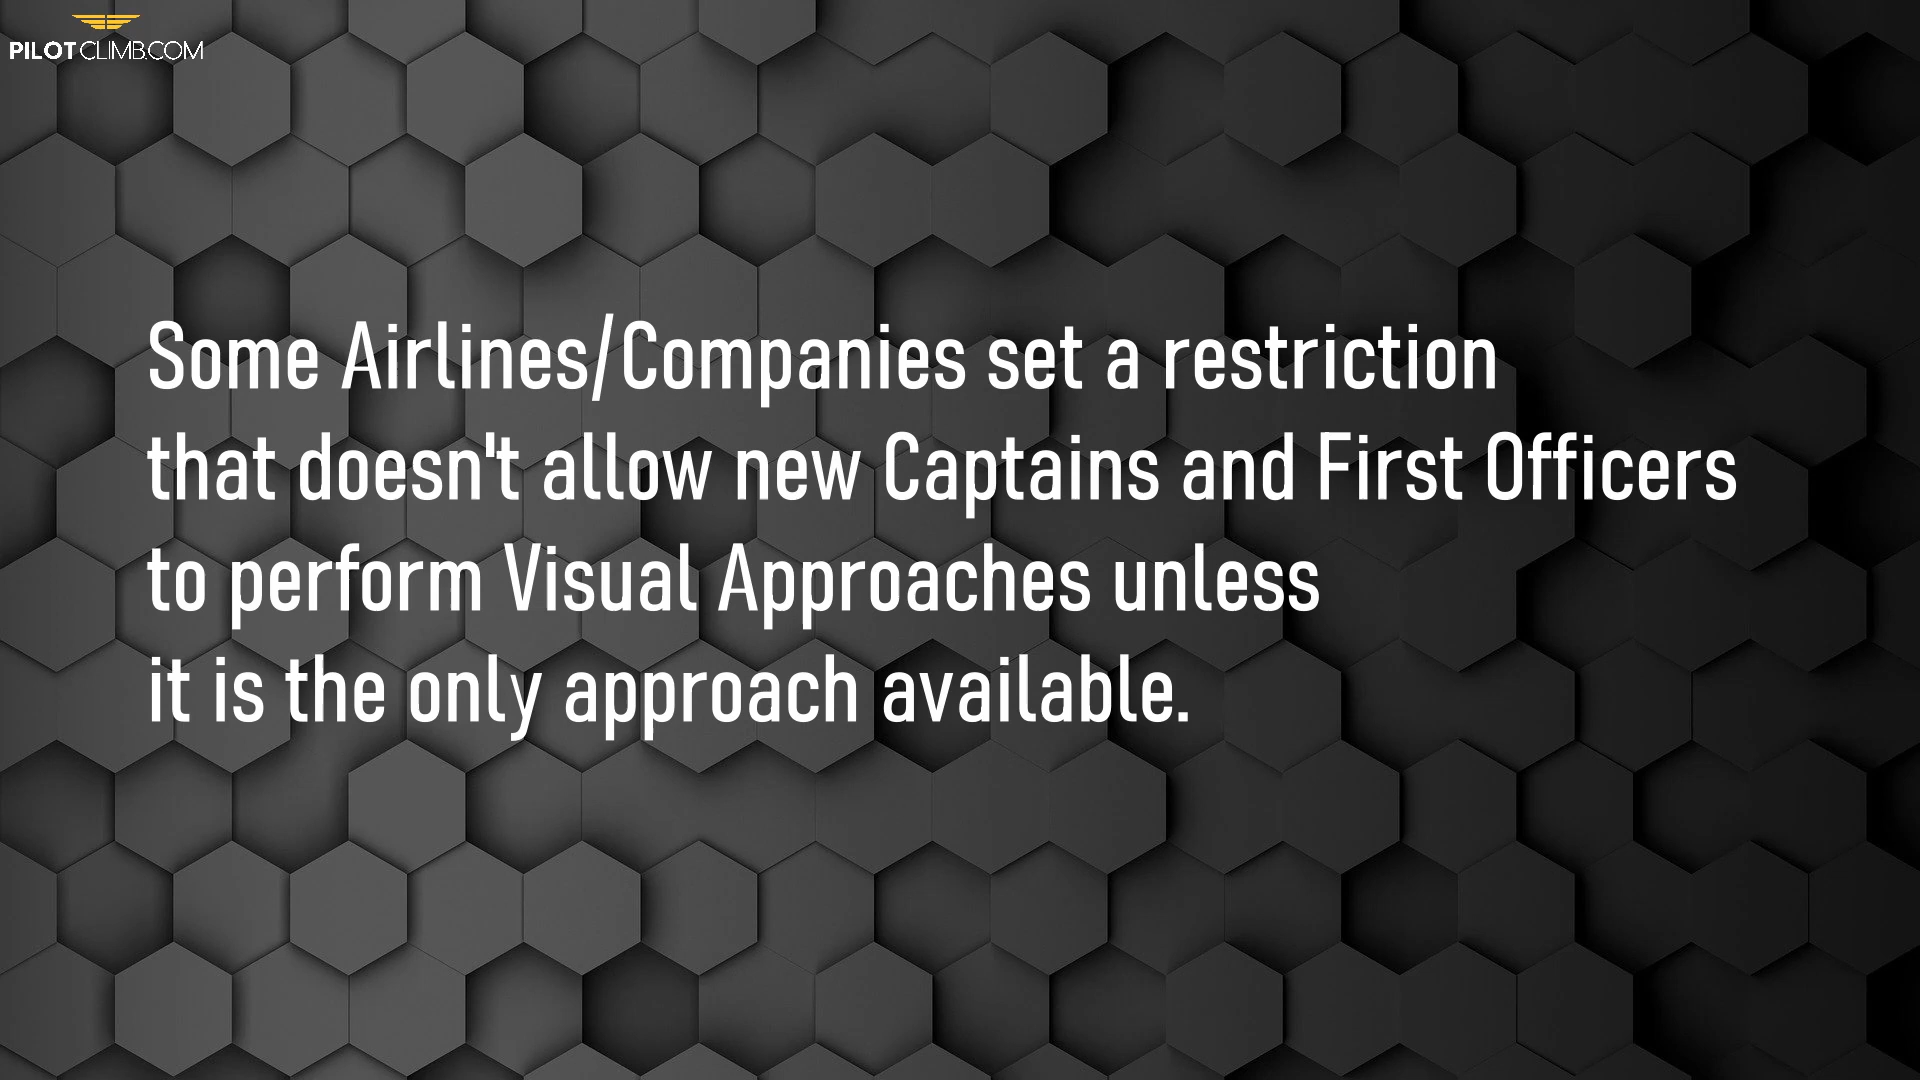 PILOTCLIMB.COM
Some Airlines/Companies set a restriction
that doesn't allow new Captains and First Officers
to perform Visual Approaches unless
it is the only approach available.